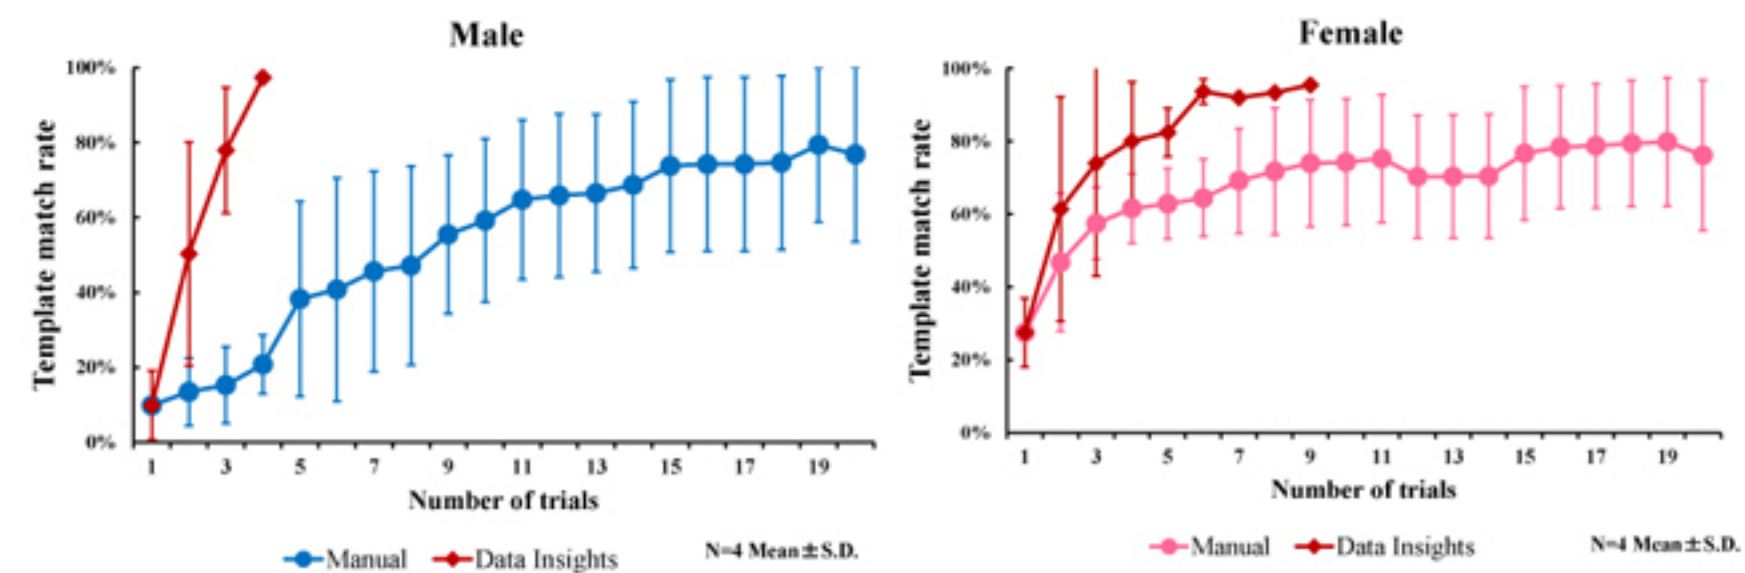 Male
Template match rate
100%
80%
60%
40%
20%
0%
1 3 5 7 9 11 13 15 17 19
Number of trials
Manual Data Insights
N=4 Mean±S.D.
Female
Template match rate
100%
80%
60%
40%
20%
0%
1 3 5 7 9 11 13 15 17 19
Number of trials
Manual Data Insights
N=4 Mean±S.D.